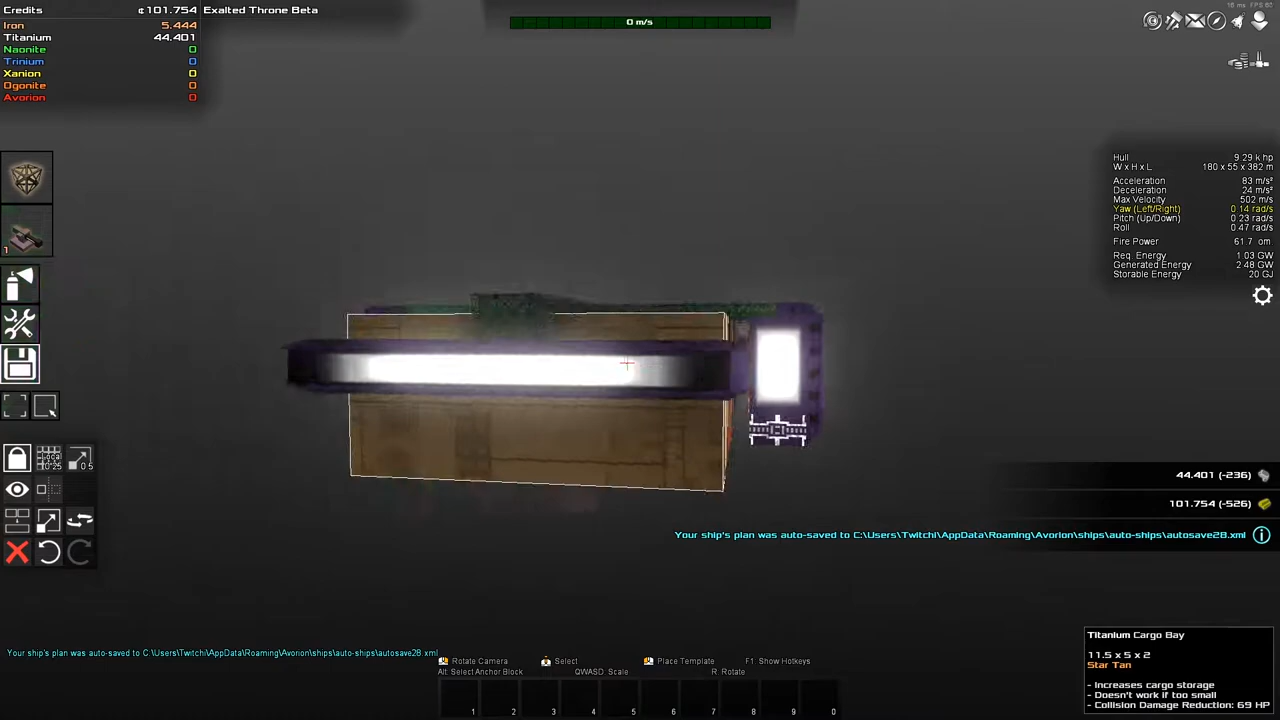 Credits ¢101.754
Exalted Throne Beta
Iron 5.444
Titanium 44.401
Naonite 0
Trinium 0
Xanion 0
Ogonite 0
Avorion 0
0 m/s
Hull 9.29 k hp
W x H x L 180 x 55 x 382 m
Acceleration 83 m/s²
Deceleration 24 m/s²
Max Velocity 502 m/s
Yaw (Left/Right) 0.14 rad/s
Pitch (Up/Down) 0.23 rad/s
Roll 0.47 rad/s
Fire Power 61.7 om
Req. Energy 1.03 GW
Generated Energy 2.48 GW
Storable Energy 20 GJ
1
Local
0.5
44.401 (-236)
101.754 (-526)
Your ship's plan was auto-saved to C:\Users\Twitchi\AppData\Roaming\Avorion\ships\auto-ships\autosave28.xml
Your ship's plan was auto-saved to C:\Users\Twitchi\AppData\Roaming\Avorion\ships\auto-ships\autosave28.xml
Rotate Camera Select Place Template F1: Show Hotkeys
Alt: Select Anchor Block QWASD: Scale R: Rotate
1 2 3 4 5 6 7 8 9 0
Titanium Cargo Bay
11.5 x 5 x 2
Star Tan
- Increases cargo storage
- Doesn't work if too small
- Collision Damage Reduction: 69 HP